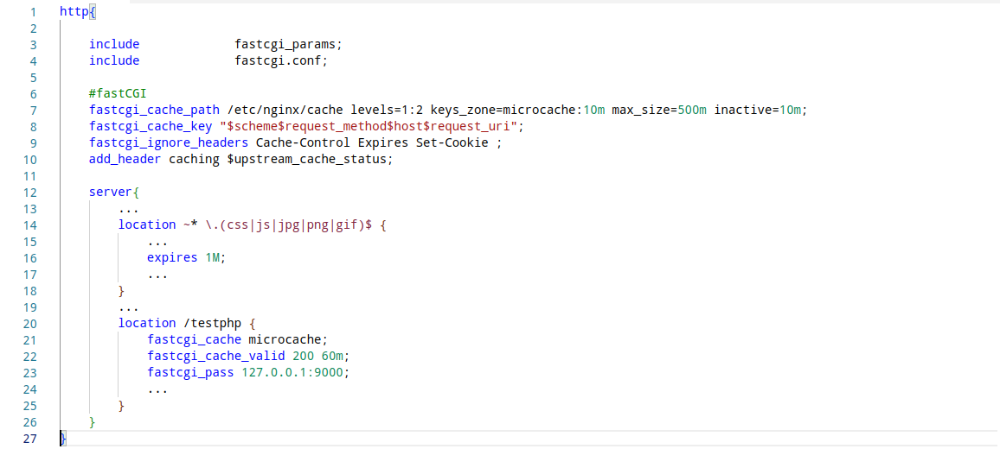 1 http{
2
3     include             fastcgi_params;
4     include             fastcgi.conf;
5
6     #fastCGI
7     fastcgi_cache_path /etc/nginx/cache levels=1:2 keys_zone=microcache:10m max_size=500m inactive=10m;
8     fastcgi_cache_key "$scheme$request_method$host$request_uri";
9     fastcgi_ignore_headers Cache-Control Expires Set-Cookie ;
10     add_header caching $upstream_cache_status;
11
12     server{
13         ...
14         location ~* \.(css|js|jpg|png|gif)$ {
15             ...
16             expires 1M;
17             ...
18         }
19         ...
20         location /testphp {
21             fastcgi_cache microcache;
22             fastcgi_cache_valid 200 60m;
23             fastcgi_pass 127.0.0.1:9000;
24             ...
25         }
26     }
27 }